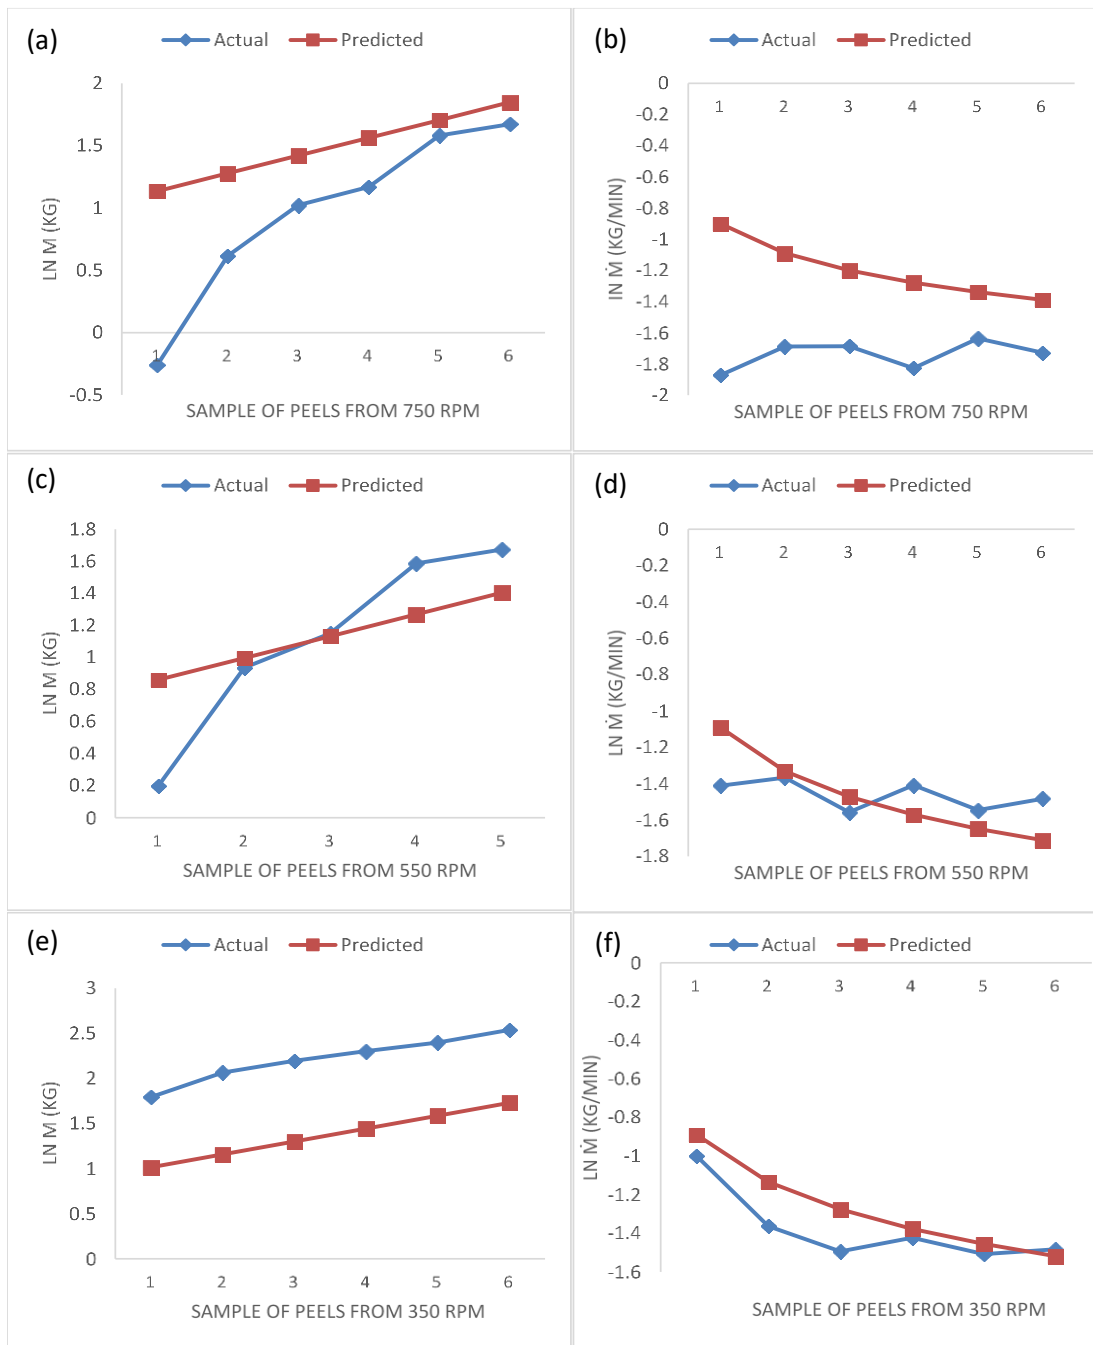 (a)
Actual Predicted
2
1.5
1
0.5
0
-0.5
1 2 3 4 5 6
LN M (KG)
SAMPLE OF PEELS FROM 750 RPM
(b)
Actual Predicted
0
-0.2
-0.4
-0.6
-0.8
-1
-1.2
-1.4
-1.6
-1.8
-2
1 2 3 4 5 6
IN Ṁ (KG/MIN)
SAMPLE OF PEELS FROM 750 RPM
(c)
Actual Predicted
1.8
1.6
1.4
1.2
1
0.8
0.6
0.4
0.2
0
1 2 3 4 5
LN M (KG)
SAMPLE OF PEELS FROM 550 RPM
(d)
Actual Predicted
0
-0.2
-0.4
-0.6
-0.8
-1
-1.2
-1.4
-1.6
-1.8
1 2 3 4 5 6
LN Ṁ (KG/MIN)
SAMPLE OF PEELS FROM 550 RPM
(e)
Actual Predicted
3
2.5
2
1.5
1
0.5
0
1 2 3 4 5 6
LN M (KG)
SAMPLE OF PEELS FROM 350 RPM
(f)
Actual Predicted
0
-0.2
-0.4
-0.6
-0.8
-1
-1.2
-1.4
-1.6
1 2 3 4 5 6
LN Ṁ (KG/MIN)
SAMPLE OF PEELS FROM 350 RPM